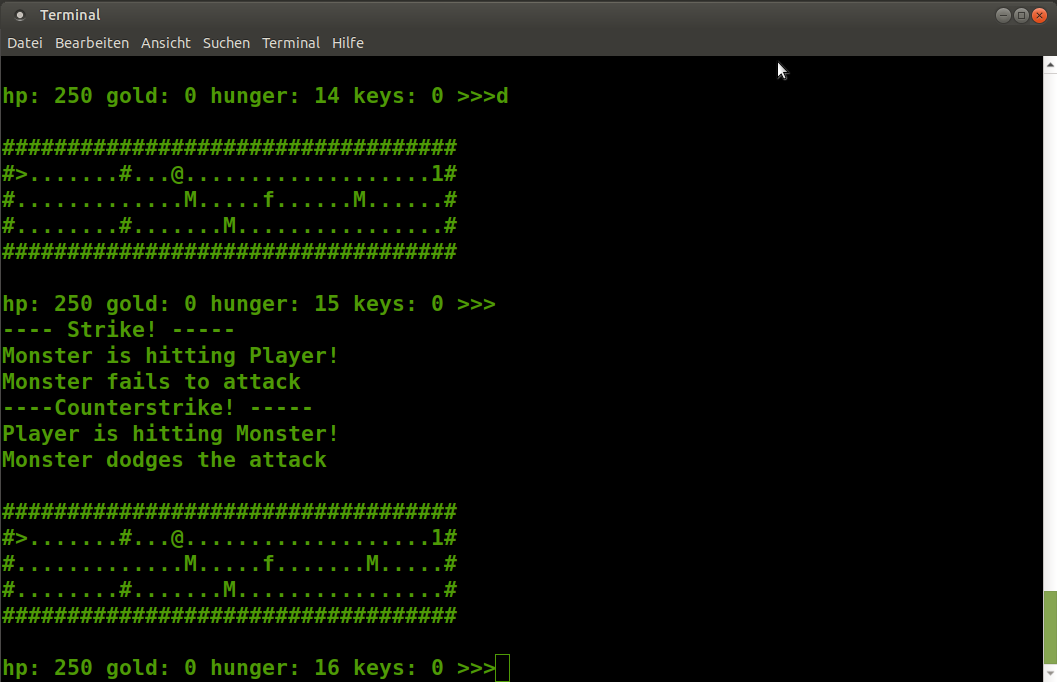 Terminal
Datei Bearbeiten Ansicht Suchen Terminal Hilfe
hp: 250 gold: 0 hunger: 14 keys: 0 >>>d
###################################
#>.......#...@...................1#
#.............M.....f......M......#
#........#.......M................#
###################################
hp: 250 gold: 0 hunger: 15 keys: 0 >>>
---- Strike! -----
Monster is hitting Player!
Monster fails to attack
----Counterstrike! -----
Player is hitting Monster!
Monster dodges the attack
###################################
#>.......#...@...................1#
#.............M.....f.......M.....#
#........#.......M................#
###################################
hp: 250 gold: 0 hunger: 16 keys: 0 >>>